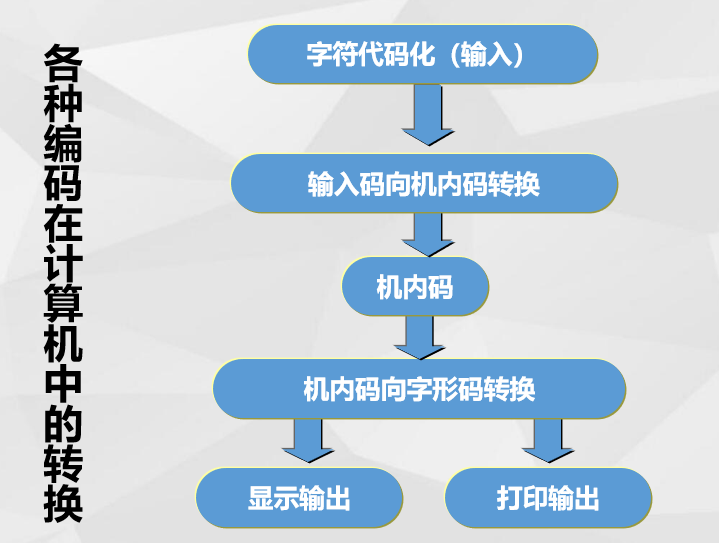 各种编码在计算机中的转换
字符代码化（输入）
输入码向机内码转换
机内码
机内码向字形码转换
显示输出
打印输出